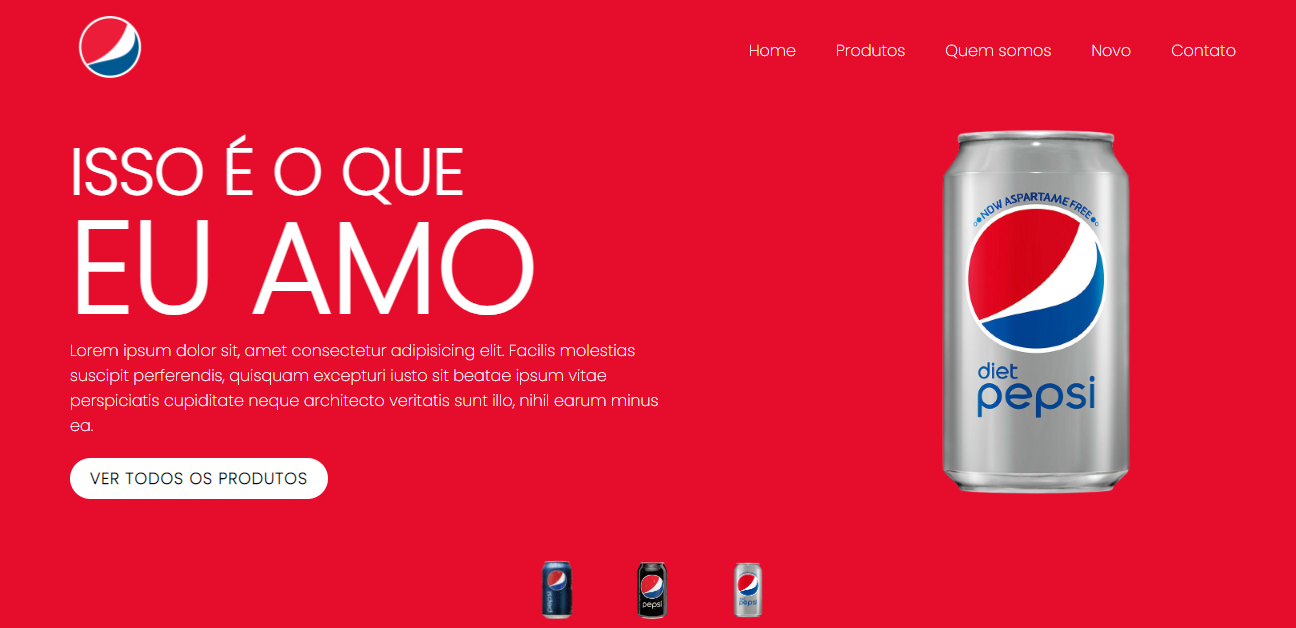 Home Produtos Quem somos Novo Contato
ISSO É O QUE
EU AMO
Lorem ipsum dolor sit, amet consectetur adipisicing elit. Facilis molestias
suscipit perferendis, quisquam excepturi iusto sit beatae ipsum vitae
perspiciatis cupiditate neque architecto veritatis sunt illo, nihil earum minus
ea.
VER TODOS OS PRODUTOS
NOW ASPARTAME FREE
diet
pepsi
pepsi
pepsi
diet
pepsi